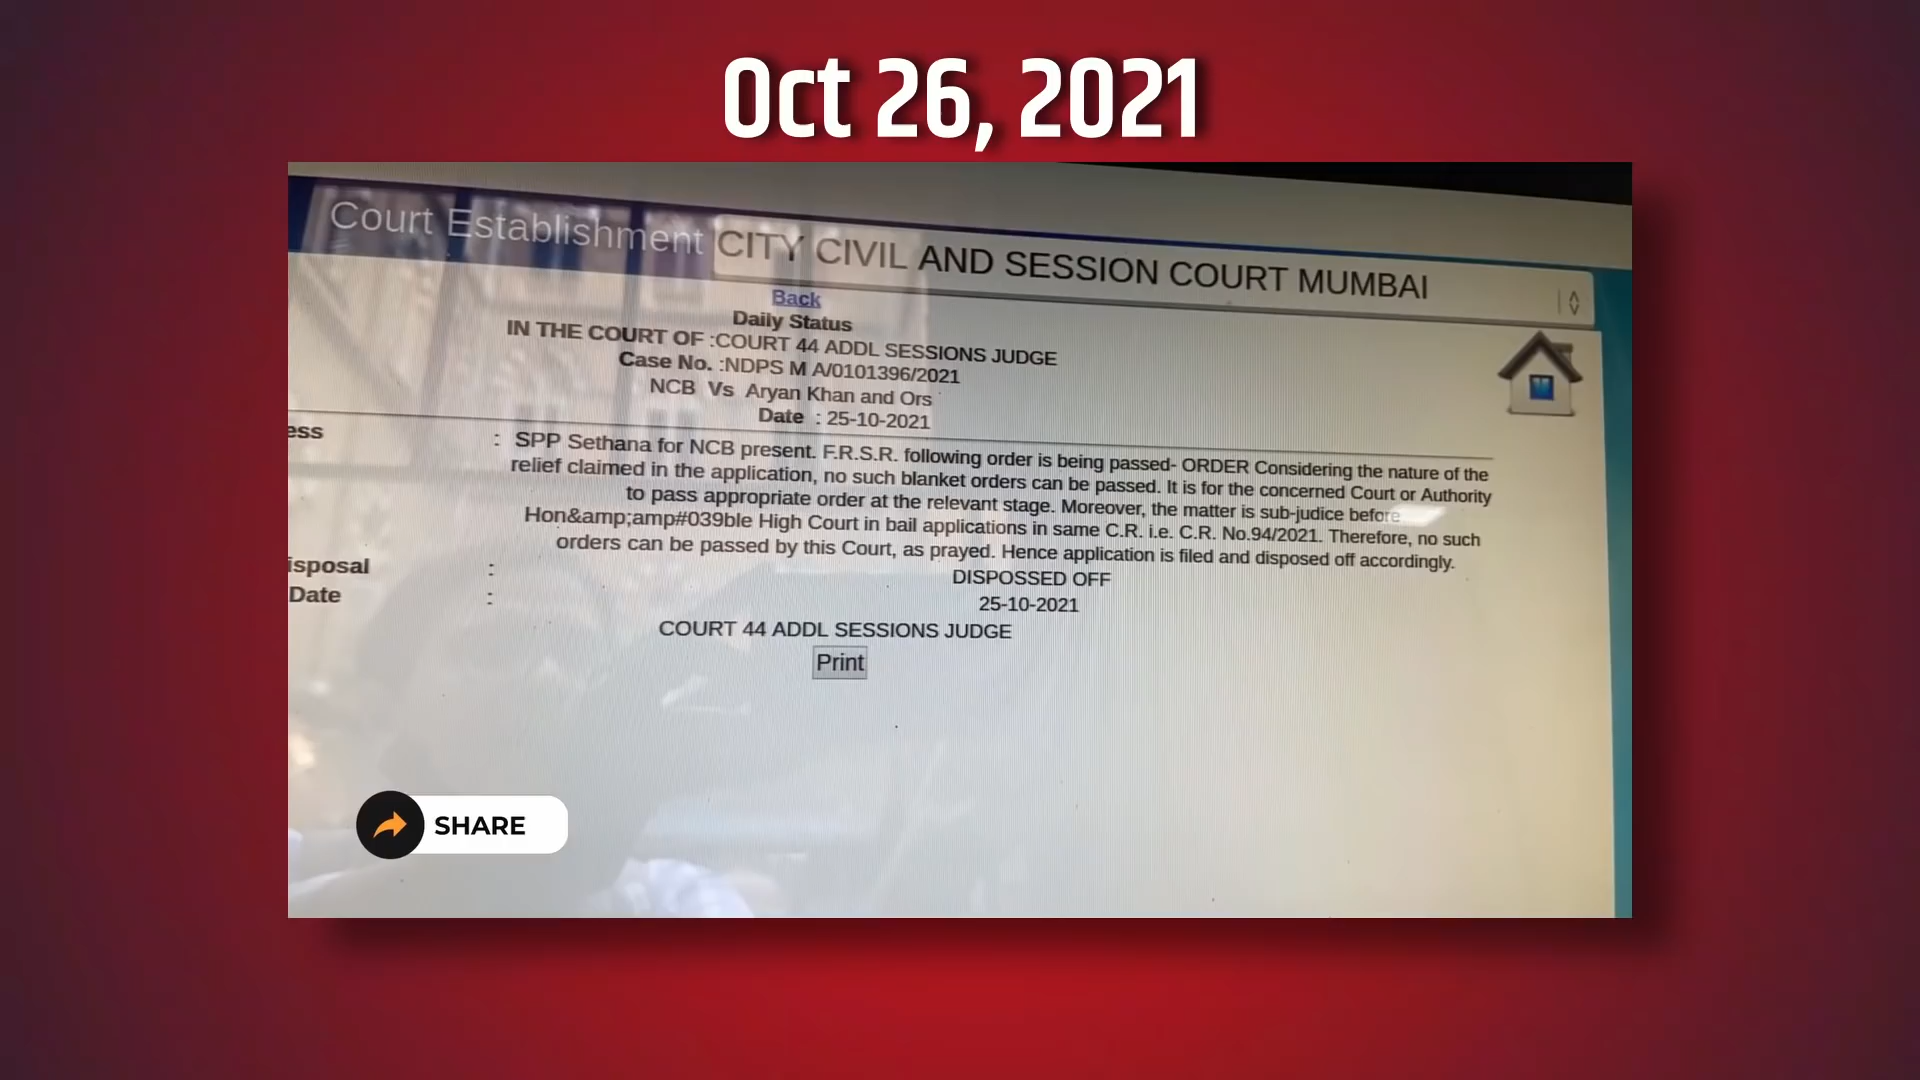 Oct 26, 2021
Court Establishment CITY CIVIL AND SESSION COURT MUMBAI
Back
Daily Status
IN THE COURT OF :COURT 44 ADDL SESSIONS JUDGE
Case No. :NDPS M A/0101396/2021
NCB Vs Aryan Khan and Ors
Date : 25-10-2021
ess : SPP Sethana for NCB present. F.R.S.R. following order is being passed- ORDER Considering the nature of the
relief claimed in the application, no such blanket orders can be passed. It is for the concerned Court or Authority
to pass appropriate order at the relevant stage. Moreover, the matter is sub-judice before
Hon&amp;amp#039ble High Court in bail applications in same C.R. i.e. C.R. No.94/2021. Therefore, no such
orders can be passed by this Court, as prayed. Hence application is filed and disposed off accordingly.
isposal : DISPOSSED OFF
Date : 25-10-2021
COURT 44 ADDL SESSIONS JUDGE
Print
SHARE